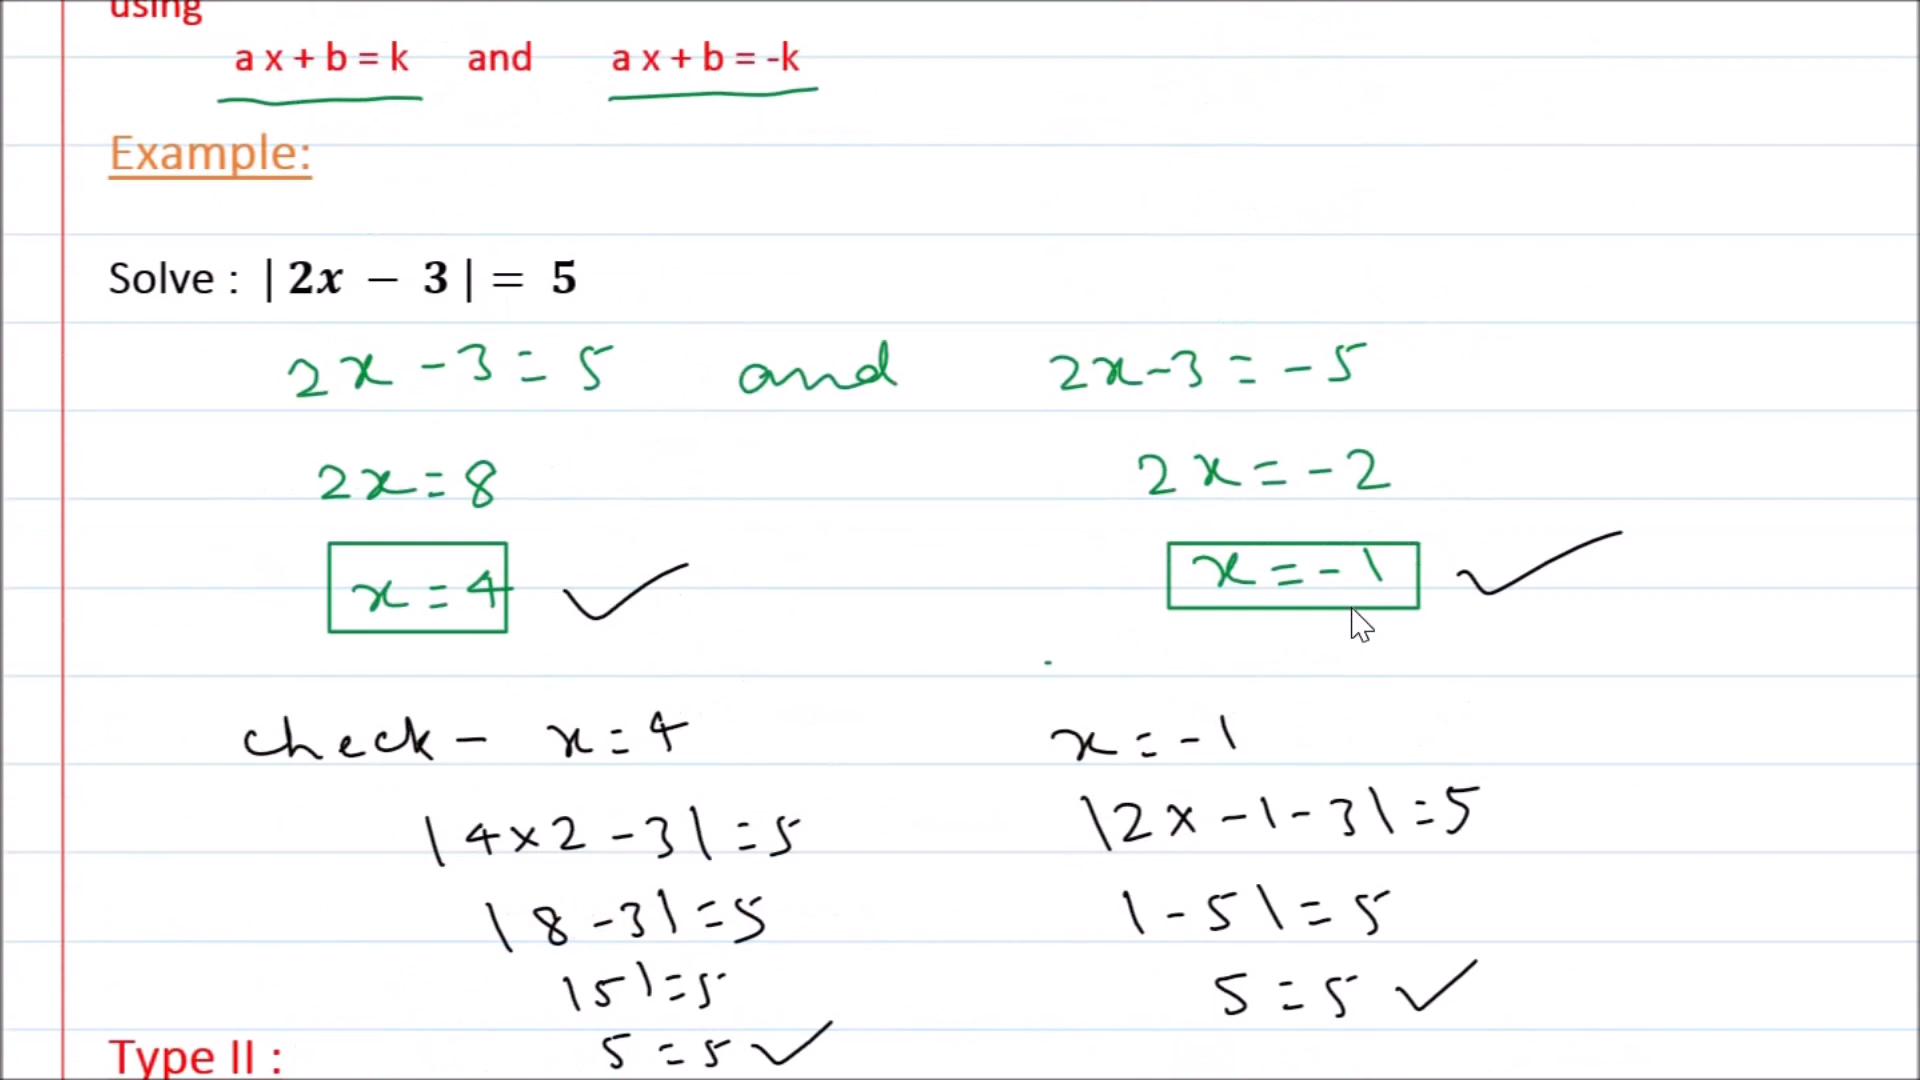 using
a x + b = k and a x + b = -k
Example:
Solve : | 2x − 3 | = 5
2x - 3 = 5 and 2x-3 = -5
2x = 8 2x = -2
x = 4 x = -1
check - x = 4 x = -1
|4x2 - 3| = 5 |2x -1 - 3| = 5
|8 - 3| = 5 |-5| = 5
|5| = 5 5 = 5 ✓
5 = 5 ✓
Type II :